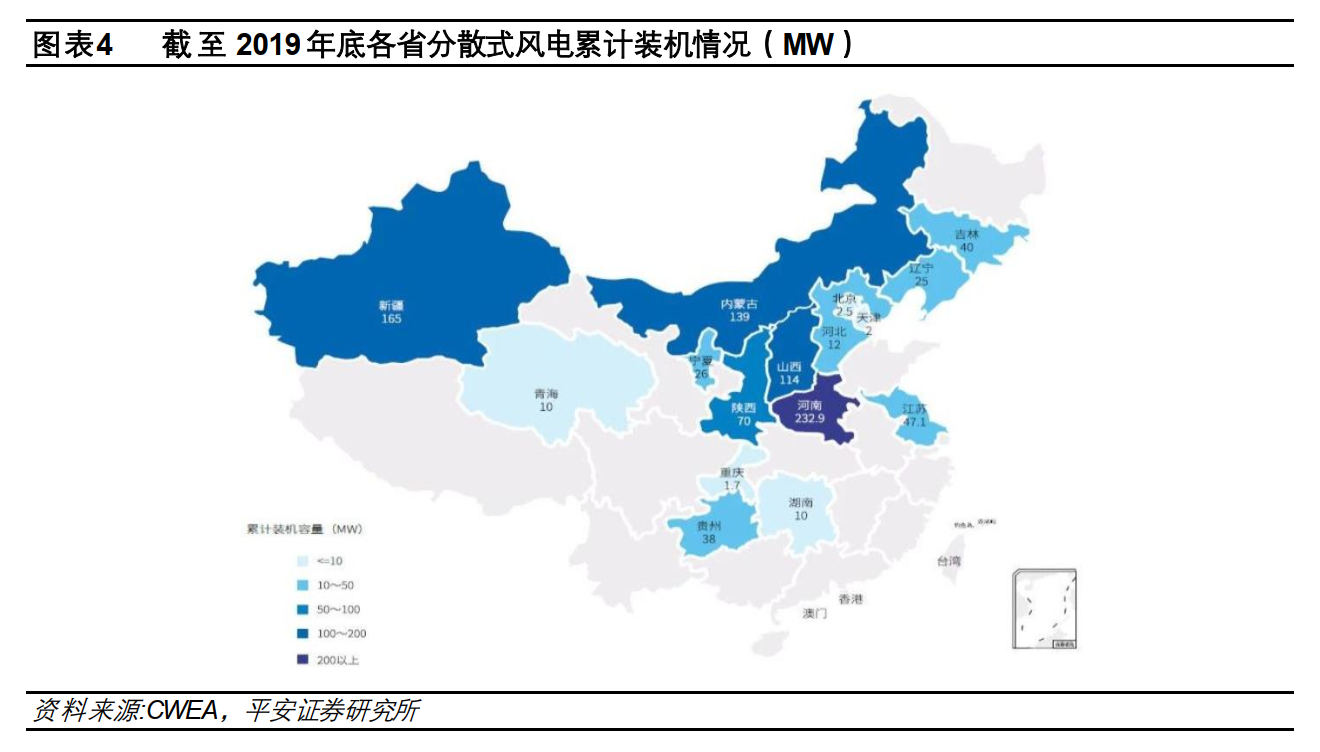 图表4 截至 2019年底各省分散式风电累计装机情况（MW）
吉林
40
辽宁
25
北京
2.5
天津
2
河北
12
新疆
165
内蒙古
139
宁夏
26
山西
114
青海
10
陕西
70
河南
232.9
江苏
47.1
重庆
1.7
湖南
10
贵州
38
台湾
香港
澳门
累计装机容量（MW）
<=10
10～50
50～100
100～200
200以上
资料来源:CWEA，平安证券研究所